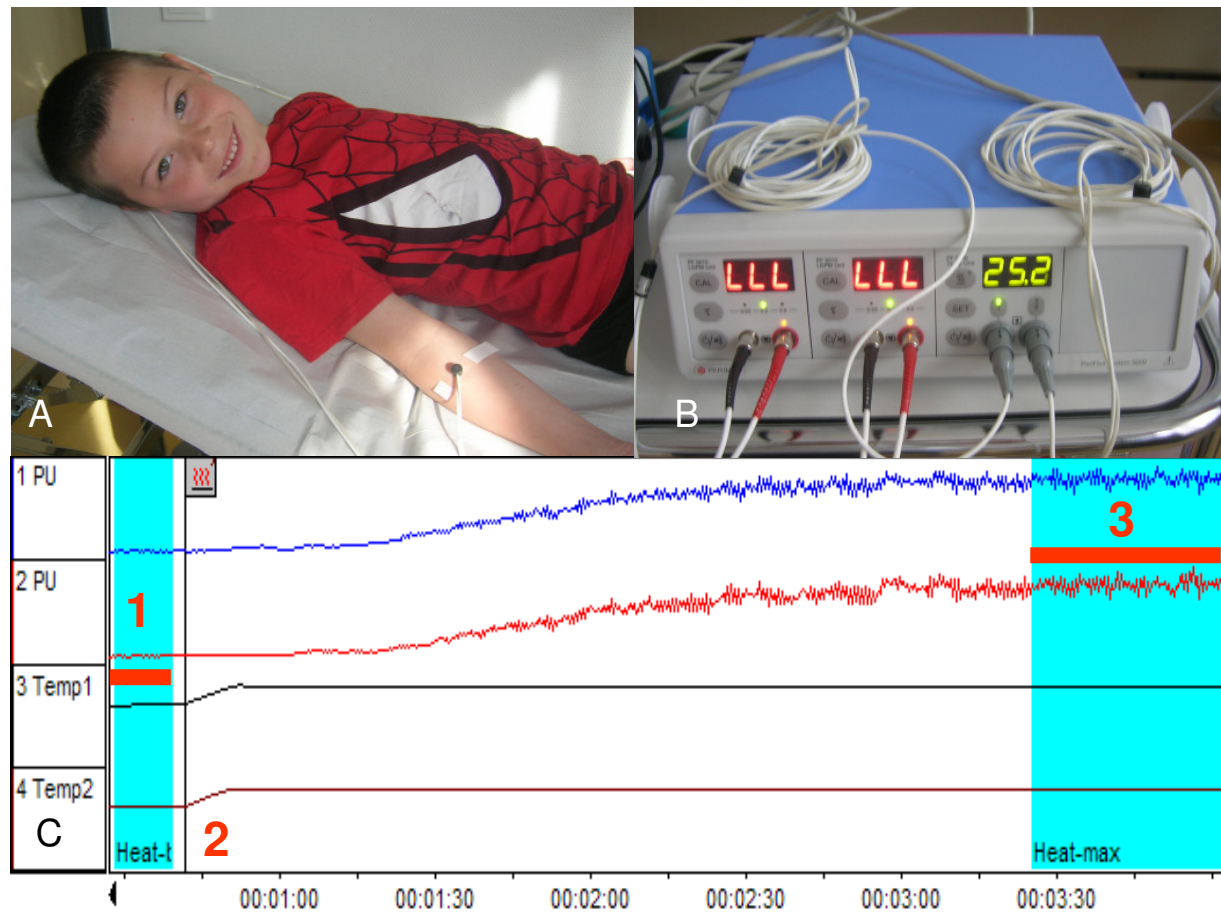 A
B
CAL
LLL
CAL
LLL
25.2
SET
1 PU
2 PU
3 Temp1
4 Temp2
C
1
2
3
Heat-b
Heat-max
00:01:00
00:01:30
00:02:00
00:02:30
00:03:00
00:03:30